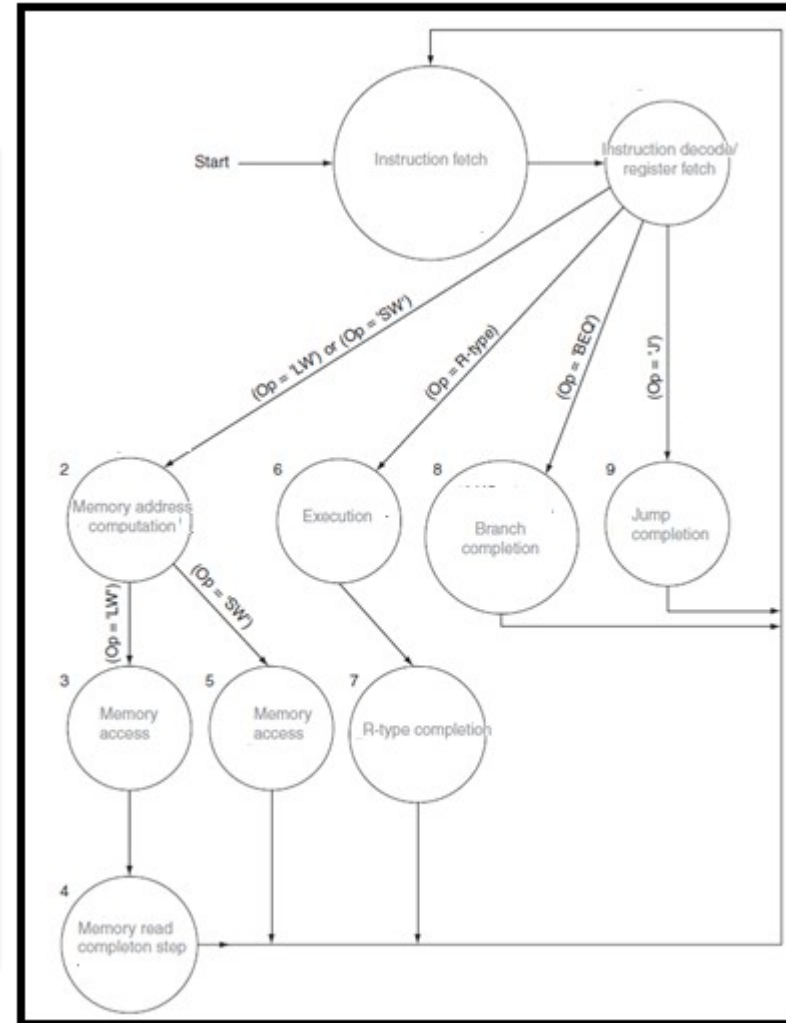 Start
Instruction fetch
Instruction decode/
register fetch
(Op = 'LW') or (Op = 'SW')
(Op = R-type)
(Op = 'BEQ')
(Op = 'J')
2
Memory address
computation
6
Execution
8
Branch
completion
9
Jump
completion
(Op = 'LW')
(Op = 'SW')
3
Memory
access
5
Memory
access
7
R-type completion
4
Memory read
completon step